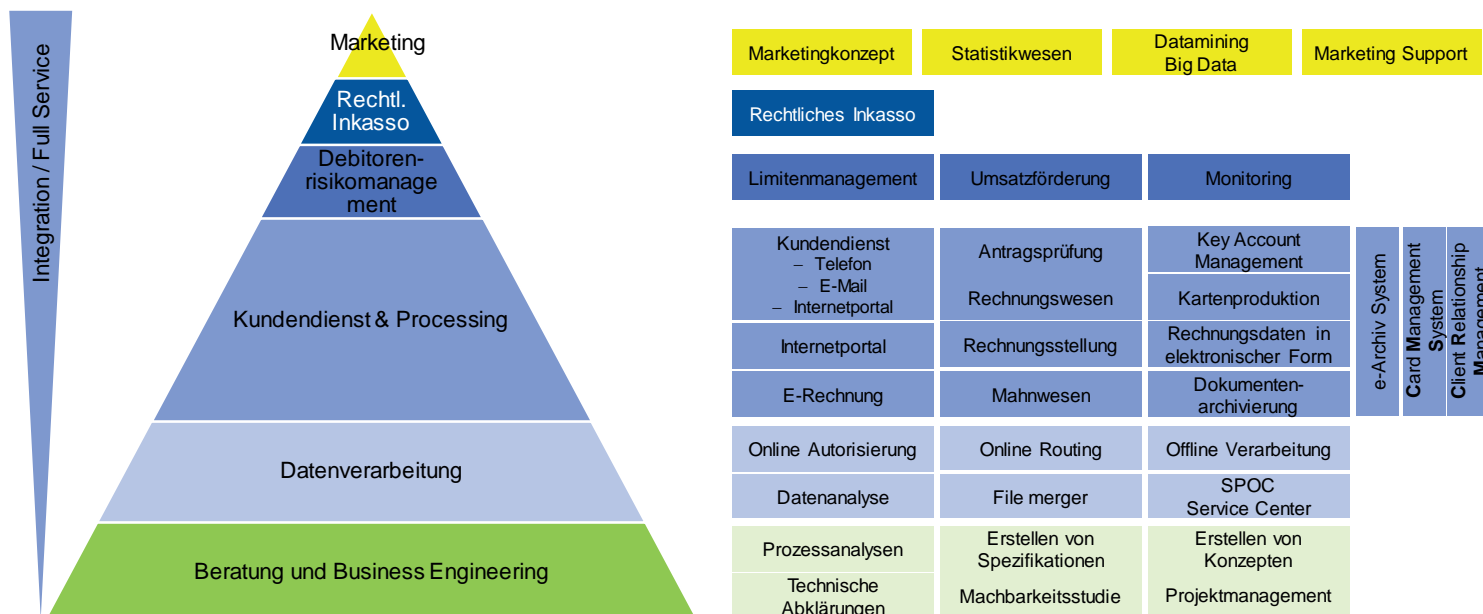 Integration / Full Service
Marketing
Rechtl.
Inkasso
Debitoren-
risikomanage
ment
Kundendienst & Processing
Datenverarbeitung
Beratung und Business Engineering
Marketingkonzept
Statistikwesen
Datamining
Big Data
Marketing Support
Rechtliches Inkasso
Limitenmanagement
Umsatzförderung
Monitoring
Kundendienst
– Telefon
– E-Mail
– Internetportal
Antragsprüfung
Rechnungswesen
Key Account
Management
Kartenproduktion
Internetportal
Rechnungsstellung
Rechnungsdaten in
elektronischer Form
E-Rechnung
Mahnwesen
Dokumenten-
archivierung
e-Archiv System
Card Management
System
Client Relationship
Management
Online Autorisierung
Online Routing
Offline Verarbeitung
Datenanalyse
File merger
SPOC
Service Center
Prozessanalysen
Erstellen von
Spezifikationen
Erstellen von
Konzepten
Technische
Abklärungen
Machbarkeitsstudie
Projektmanagement